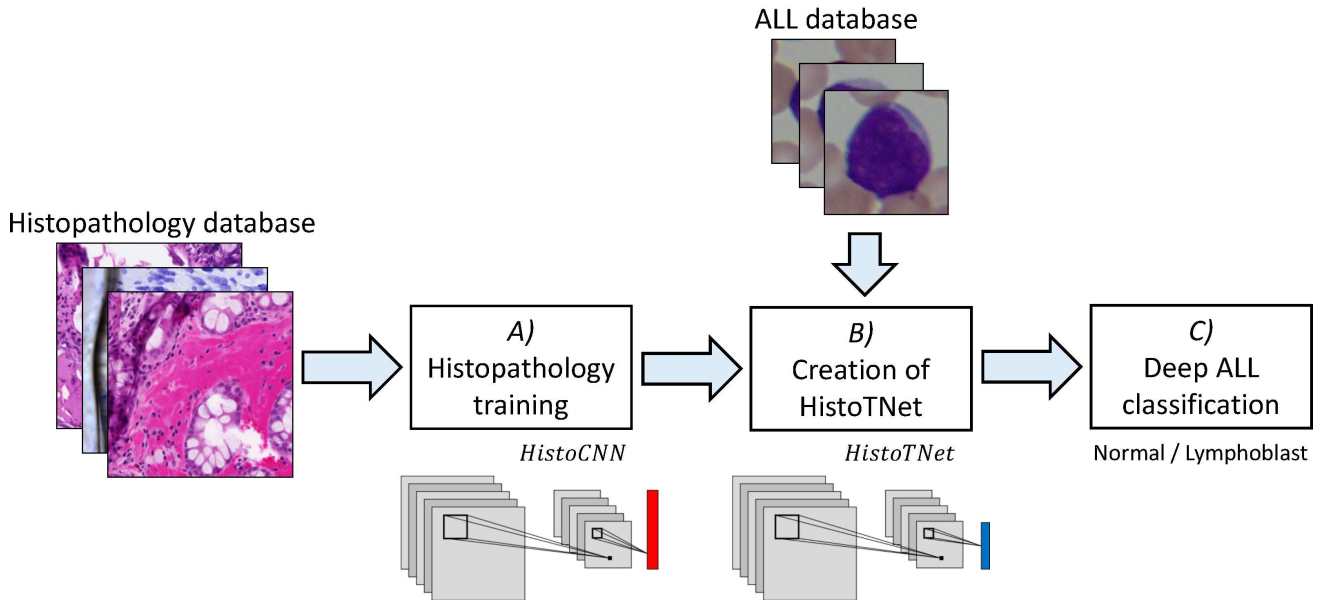 ALL database
Histopathology database
A)
Histopathology
training
B)
Creation of
HistoTNet
C)
Deep ALL
classification
HistoCNN
HistoTNet
Normal / Lymphoblast